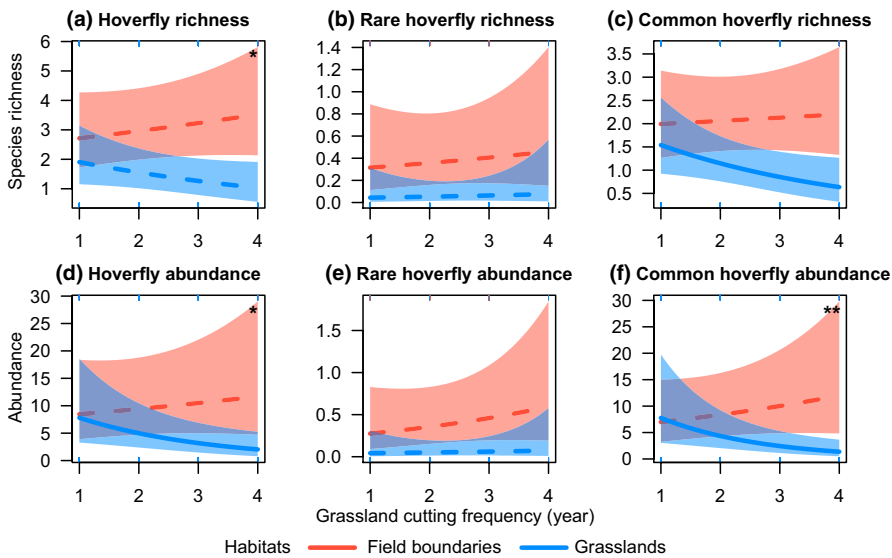 (a) Hoverfly richness
(b) Rare hoverfly richness
(c) Common hoverfly richness
Species richness
6
5
4
3
2
1
*
1 2 3 4
1.4
1.2
1.0
0.8
0.6
0.4
0.2
0.0
1 2 3 4
3.5
3.0
2.5
2.0
1.5
1.0
0.5
1 2 3 4
(d) Hoverfly abundance
(e) Rare hoverfly abundance
(f) Common hoverfly abundance
Abundance
30
25
20
15
10
5
0
*
1 2 3 4
1.5
1.0
0.5
0.0
1 2 3 4
30
25
20
15
10
5
0
**
1 2 3 4
Grassland cutting frequency (year)
Habitats Field boundaries Grasslands